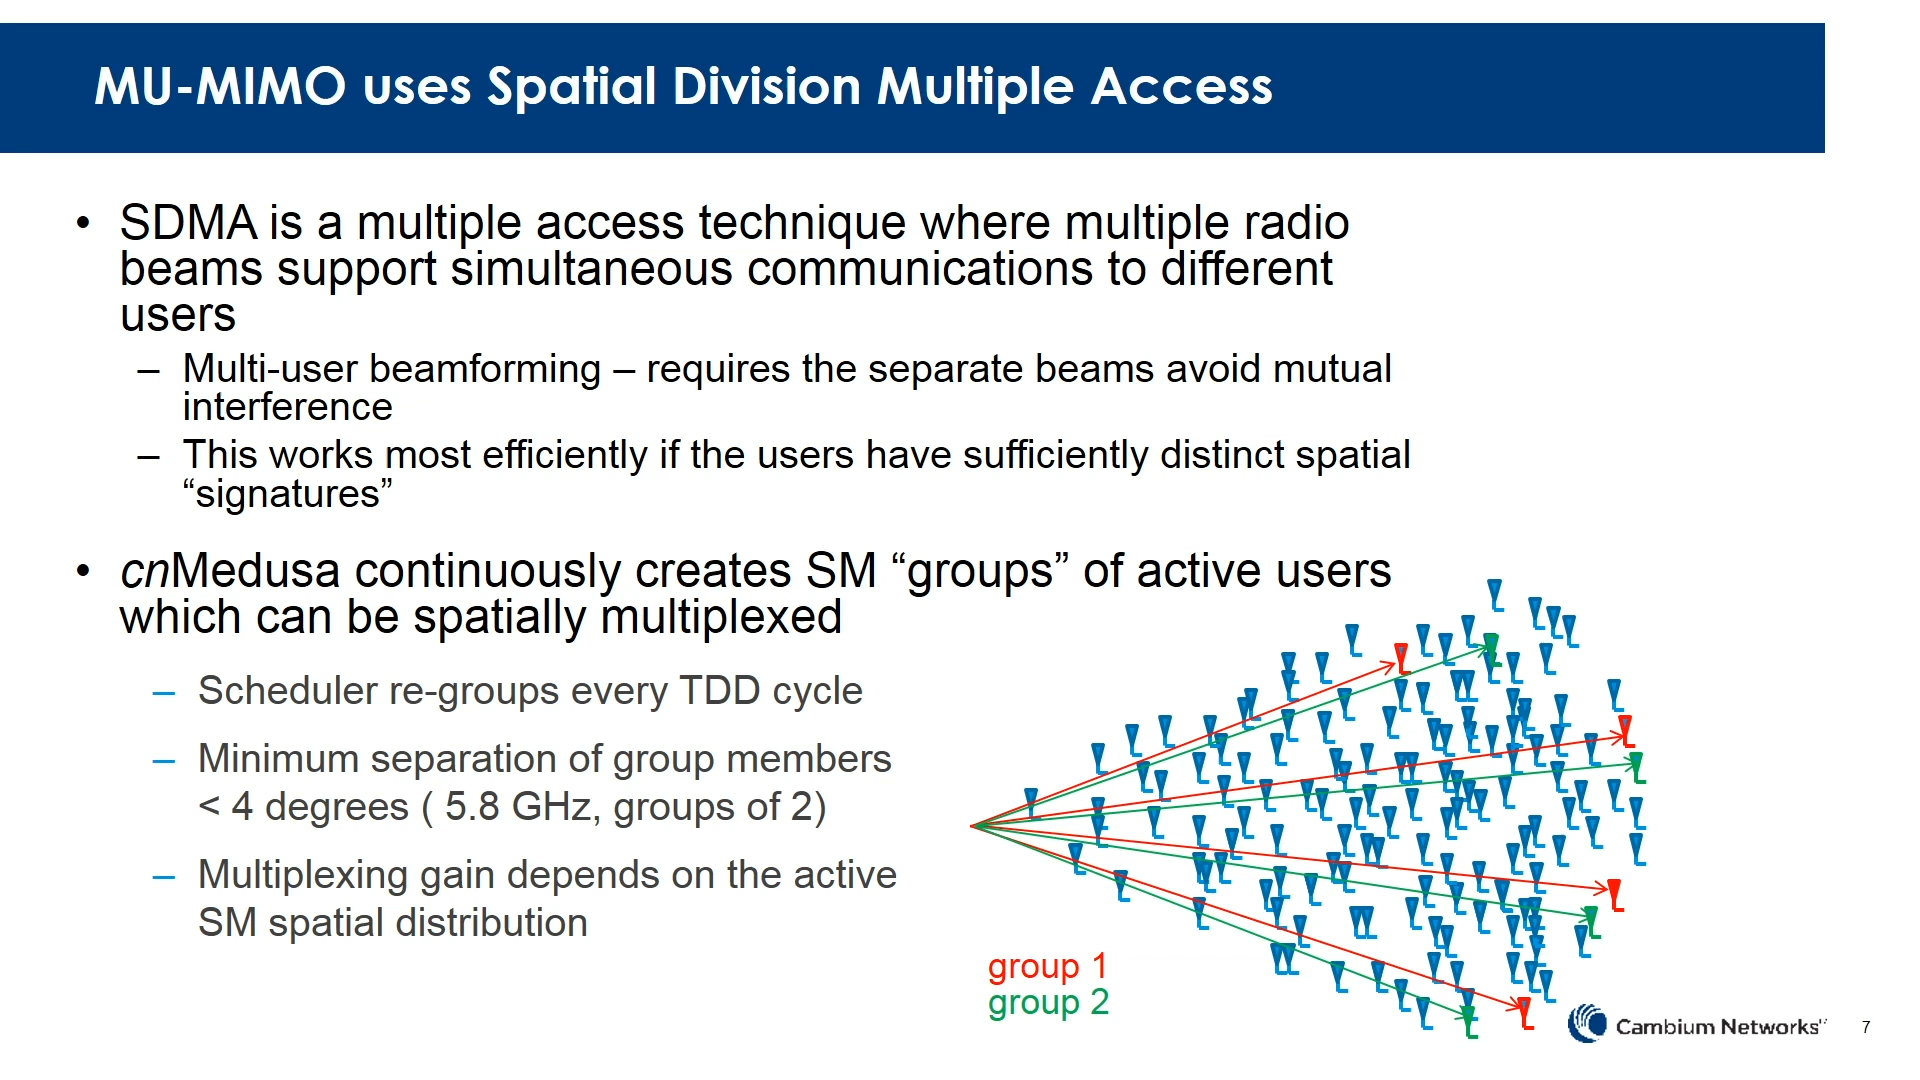 MU-MIMO uses Spatial Division Multiple Access
• SDMA is a multiple access technique where multiple radio
beams support simultaneous communications to different
users
– Multi-user beamforming – requires the separate beams avoid mutual
interference
– This works most efficiently if the users have sufficiently distinct spatial
“signatures”
• cnMedusa continuously creates SM “groups” of active users
which can be spatially multiplexed
– Scheduler re-groups every TDD cycle
– Minimum separation of group members
< 4 degrees ( 5.8 GHz, groups of 2)
– Multiplexing gain depends on the active
SM spatial distribution
group 1
group 2
Cambium Networks
7